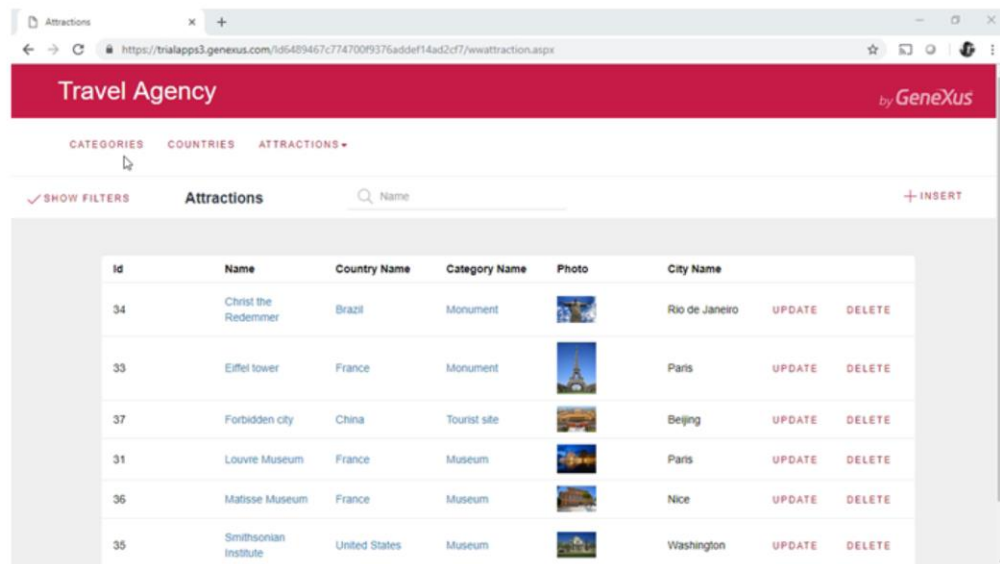 Attractions
https://trialapps3.genexus.com/Id6489467c774700f9376addef14ad2cf7/wwattraction.aspx
Travel Agency
by GeneXus
CATEGORIES COUNTRIES ATTRACTIONS
SHOW FILTERS Attractions Name INSERT
Id Name Country Name Category Name Photo City Name
34 Christ the Redemmer Brazil Monument Rio de Janeiro UPDATE DELETE
33 Eiffel tower France Monument Paris UPDATE DELETE
37 Forbidden city China Tourist site Beijing UPDATE DELETE
31 Louvre Museum France Museum Paris UPDATE DELETE
36 Matisse Museum France Museum Nice UPDATE DELETE
35 Smithsonian Institute United States Museum Washington UPDATE DELETE